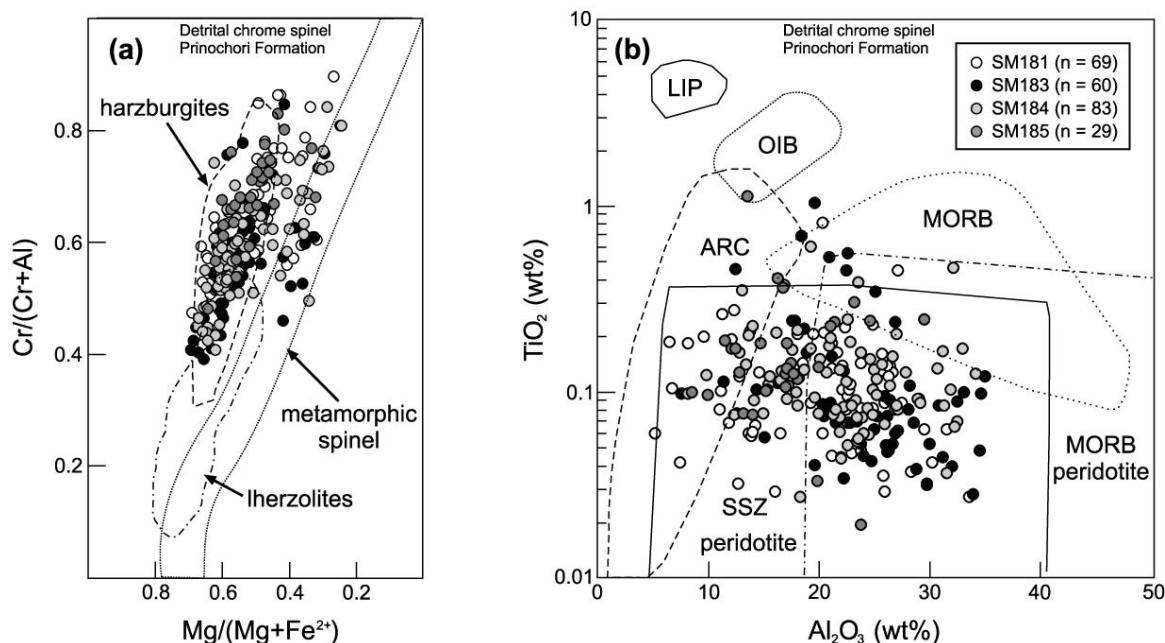 (a)
Detrital chrome spinel
Prinochori Formation
harzburgites
metamorphic
spinel
lherzolites
0.8
0.6
0.4
0.2
Cr/(Cr+Al)
0.8
0.6
0.4
0.2
Mg/(Mg+Fe²⁺)
(b)
Detrital chrome spinel
Prinochori Formation
SM181 (n = 69)
SM183 (n = 60)
SM184 (n = 83)
SM185 (n = 29)
LIP
OIB
MORB
ARC
SSZ
peridotite
MORB
peridotite
10
1
0.1
0.01
TiO₂ (wt%)
0
10
20
30
40
50
Al₂O₃ (wt%)